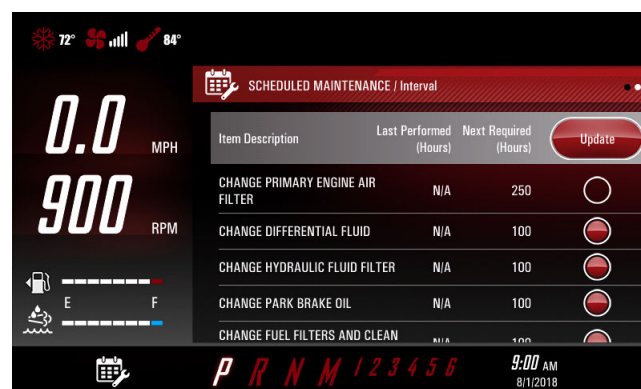 72° 84°
SCHEDULED MAINTENANCE / Interval
0.0 MPH
Item Description Last Performed (Hours) Next Required (Hours) Update
CHANGE PRIMARY ENGINE AIR FILTER N/A 250
900 RPM
CHANGE DIFFERENTIAL FLUID N/A 100
CHANGE HYDRAULIC FLUID FILTER N/A 100
E F
CHANGE PARK BRAKE OIL N/A 100
CHANGE FUEL FILTERS AND CLEAN N/A 100
P R N M 1 2 3 4 5 6
9:00 AM
8/1/2018